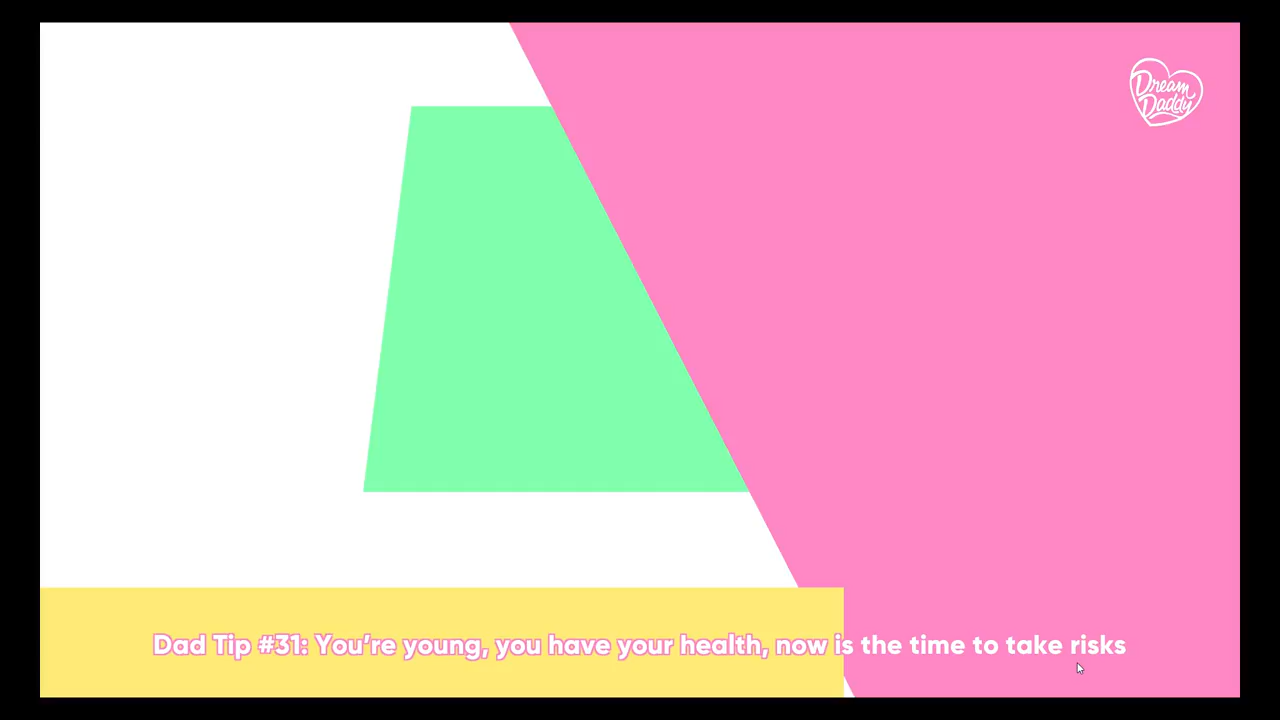 Dream
Daddy
Dad Tip #31: You’re young, you have your health, now is the time to take risks